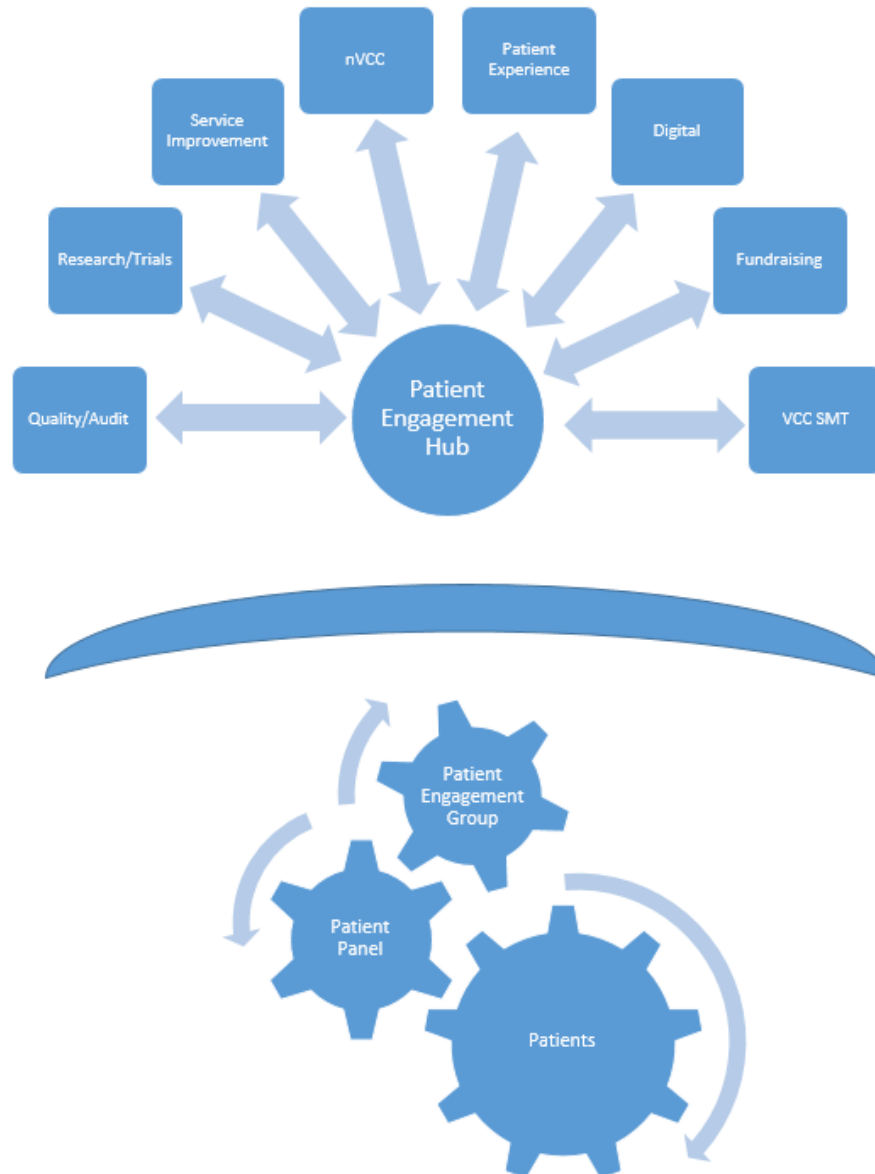 nVCC
Patient
Experience
Service
Improvement
Digital
Research/Trials
Fundraising
Quality/Audit
Patient
Engagement
Hub
VCC SMT
Patient
Engagement
Group
Patient
Panel
Patients